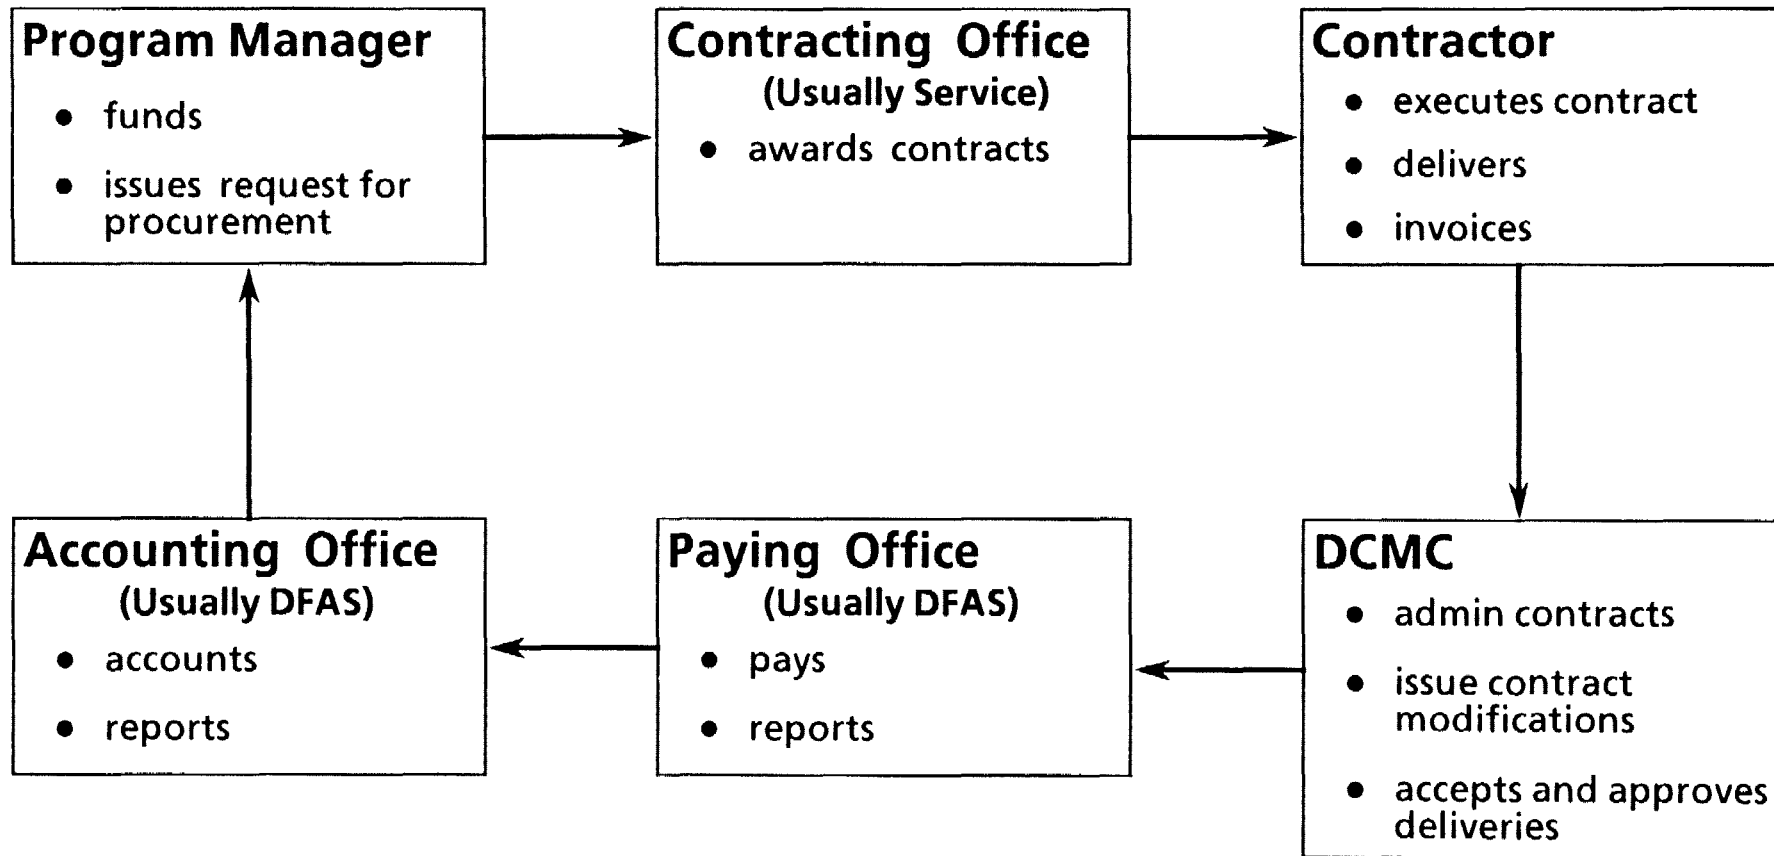 Program Manager
• funds
• issues request for
procurement
Contracting Office
(Usually Service)
• awards contracts
Contractor
• executes contract
• delivers
• invoices
Accounting Office
(Usually DFAS)
• accounts
• reports
Paying Office
(Usually DFAS)
• pays
• reports
DCMC
• admin contracts
• issue contract
modifications
• accepts and approves
deliveries